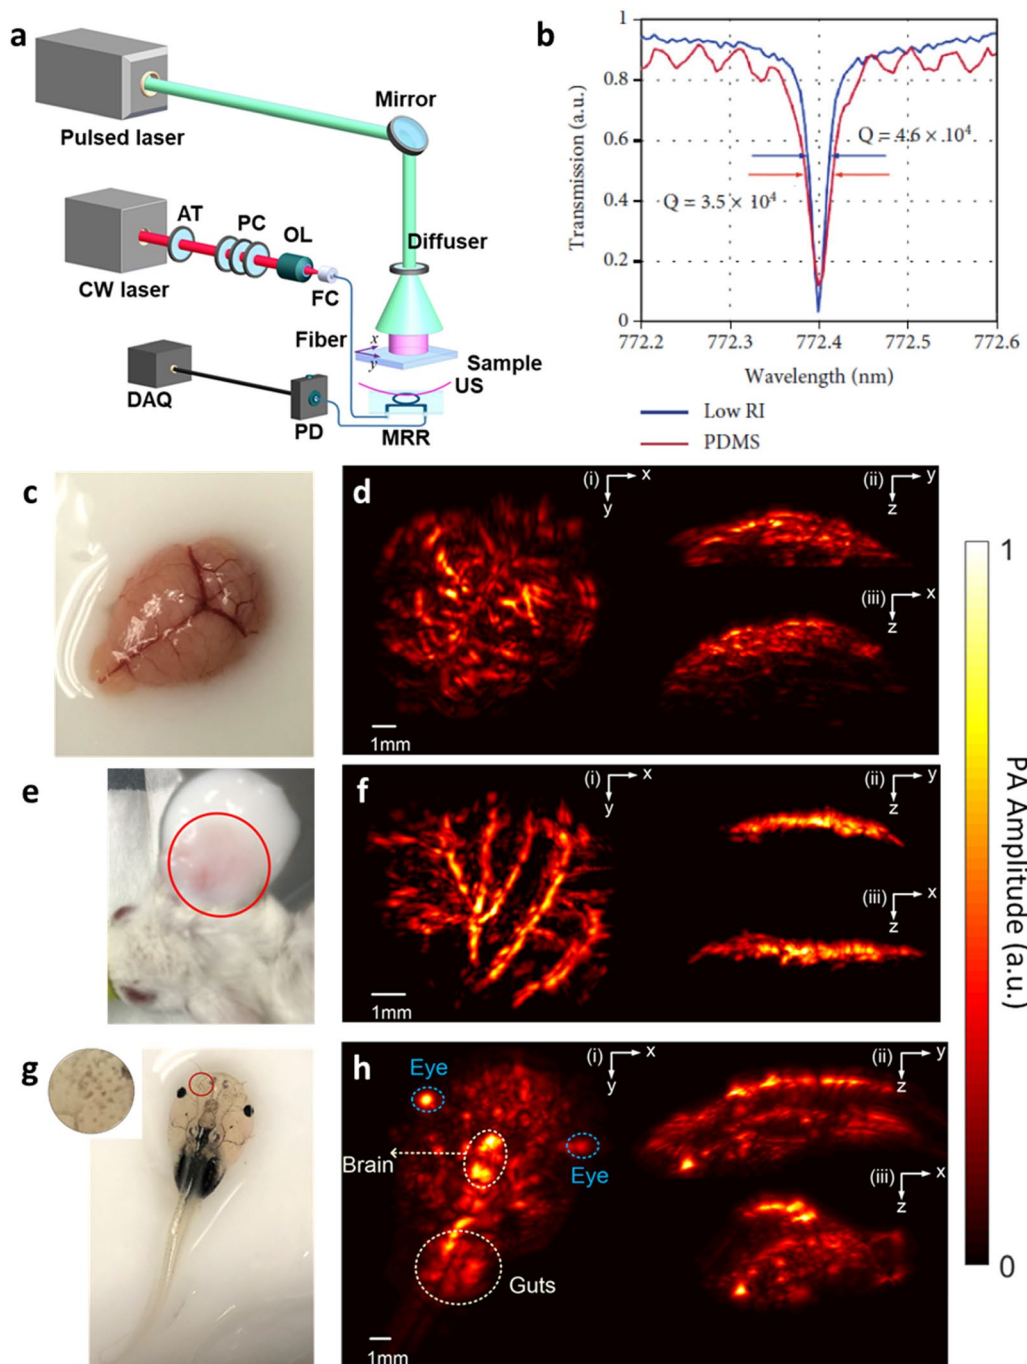 a
Pulsed laser
Mirror
CW laser
AT
PC
OL
FC
Diffuser
Fiber
x
y
Sample
US
DAQ
PD
MRR
b
Transmission (a.u.)
1
0.8
0.6
0.4
0.2
0
Q = 4.6 × 10⁴
Q = 3.5 × 10⁴
772.2
772.3
772.4
772.5
772.6
Wavelength (nm)
Low RI
PDMS
c
d
(i)
x
y
(ii)
y
z
(iii)
x
z
1mm
e
f
(i)
x
y
(ii)
y
z
(iii)
x
z
1mm
g
h
Eye
(i)
x
y
Brain
Eye
Guts
1mm
(ii)
y
z
(iii)
x
z
1
PA Amplitude (a.u.)
0